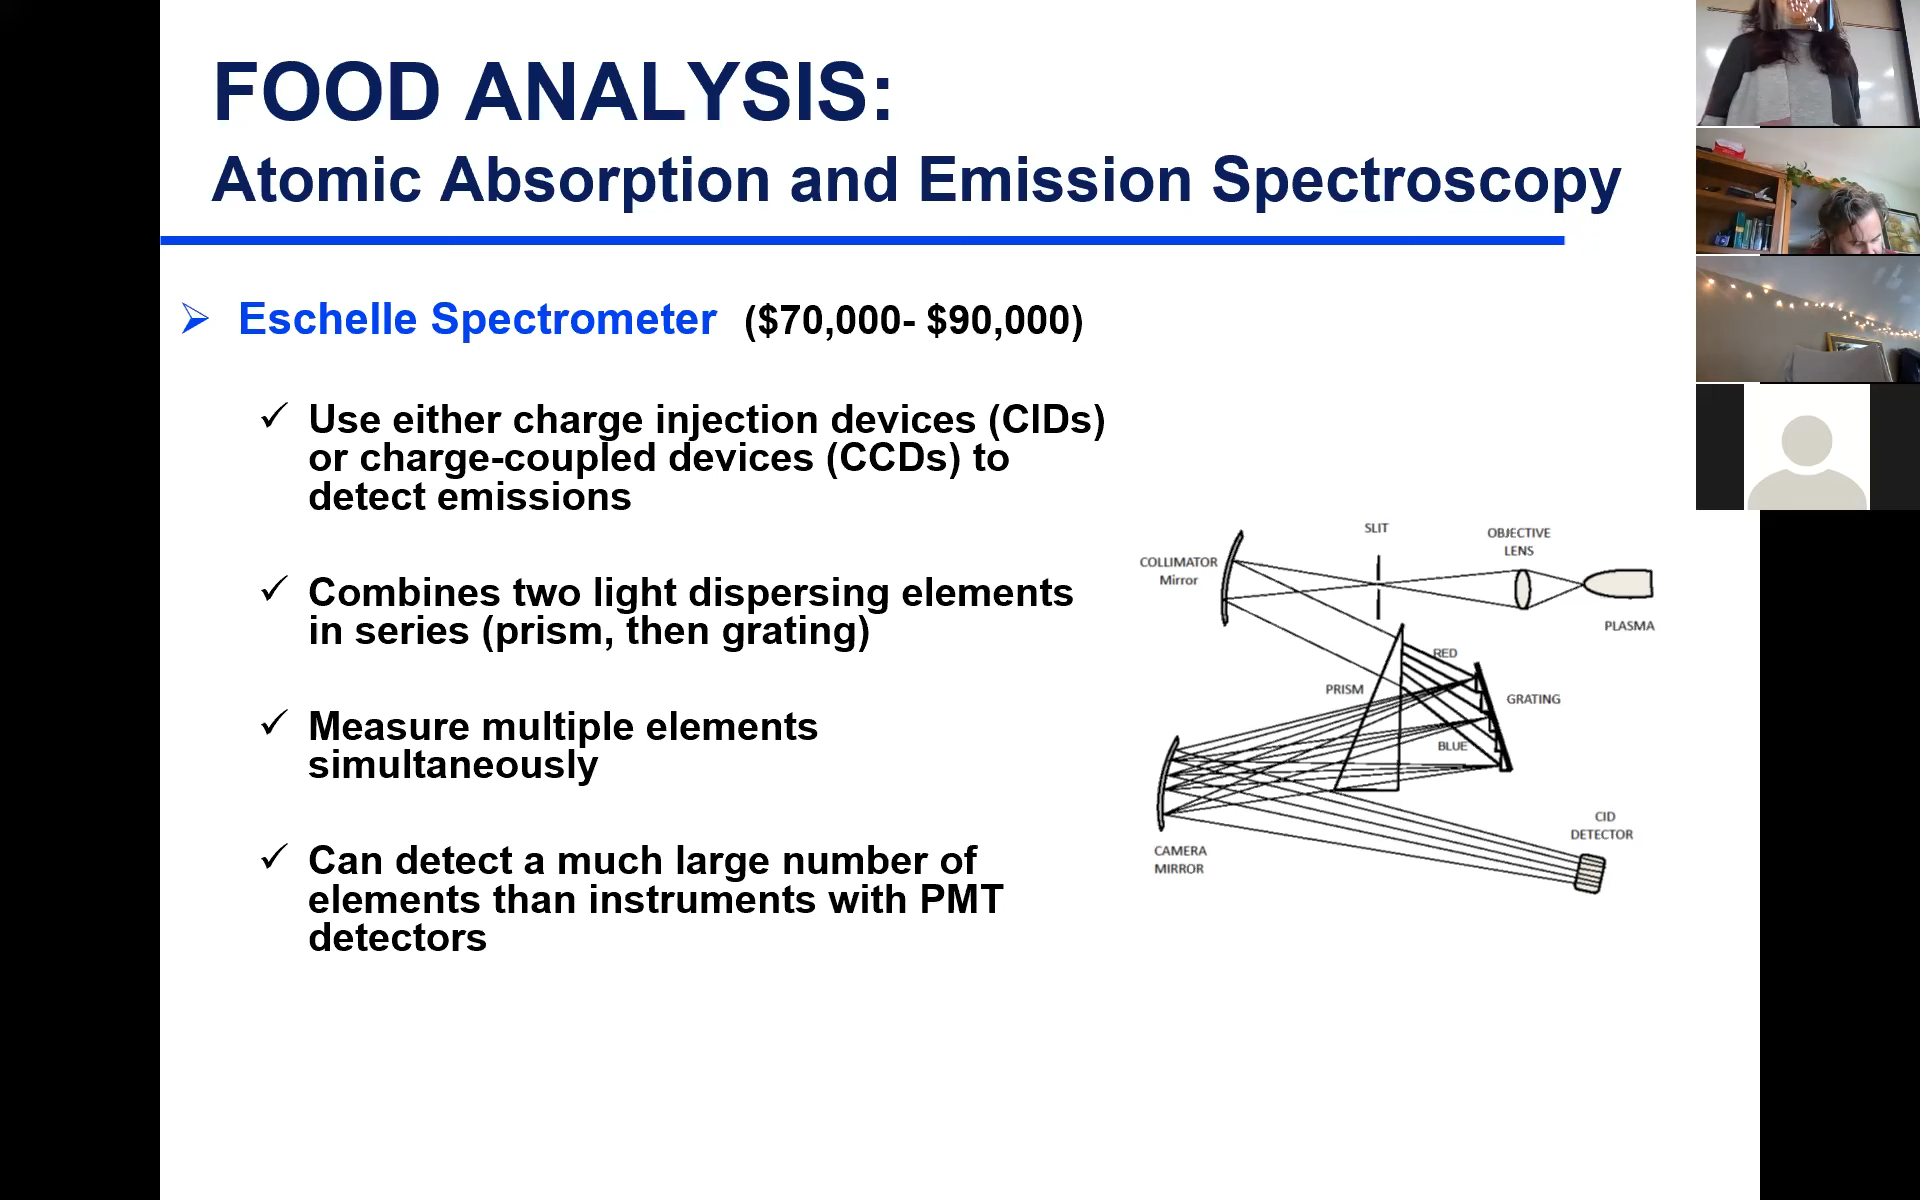 FOOD ANALYSIS:
Atomic Absorption and Emission Spectroscopy
Eschelle Spectrometer ($70,000- $90,000)
Use either charge injection devices (CIDs)
or charge-coupled devices (CCDs) to
detect emissions
Combines two light dispersing elements
in series (prism, then grating)
Measure multiple elements
simultaneously
Can detect a much large number of
elements than instruments with PMT
detectors
SLIT
OBJECTIVE
LENS
COLLIMATOR
Mirror
PLASMA
RED
PRISM
GRATING
BLUE
CID
DETECTOR
CAMERA
MIRROR